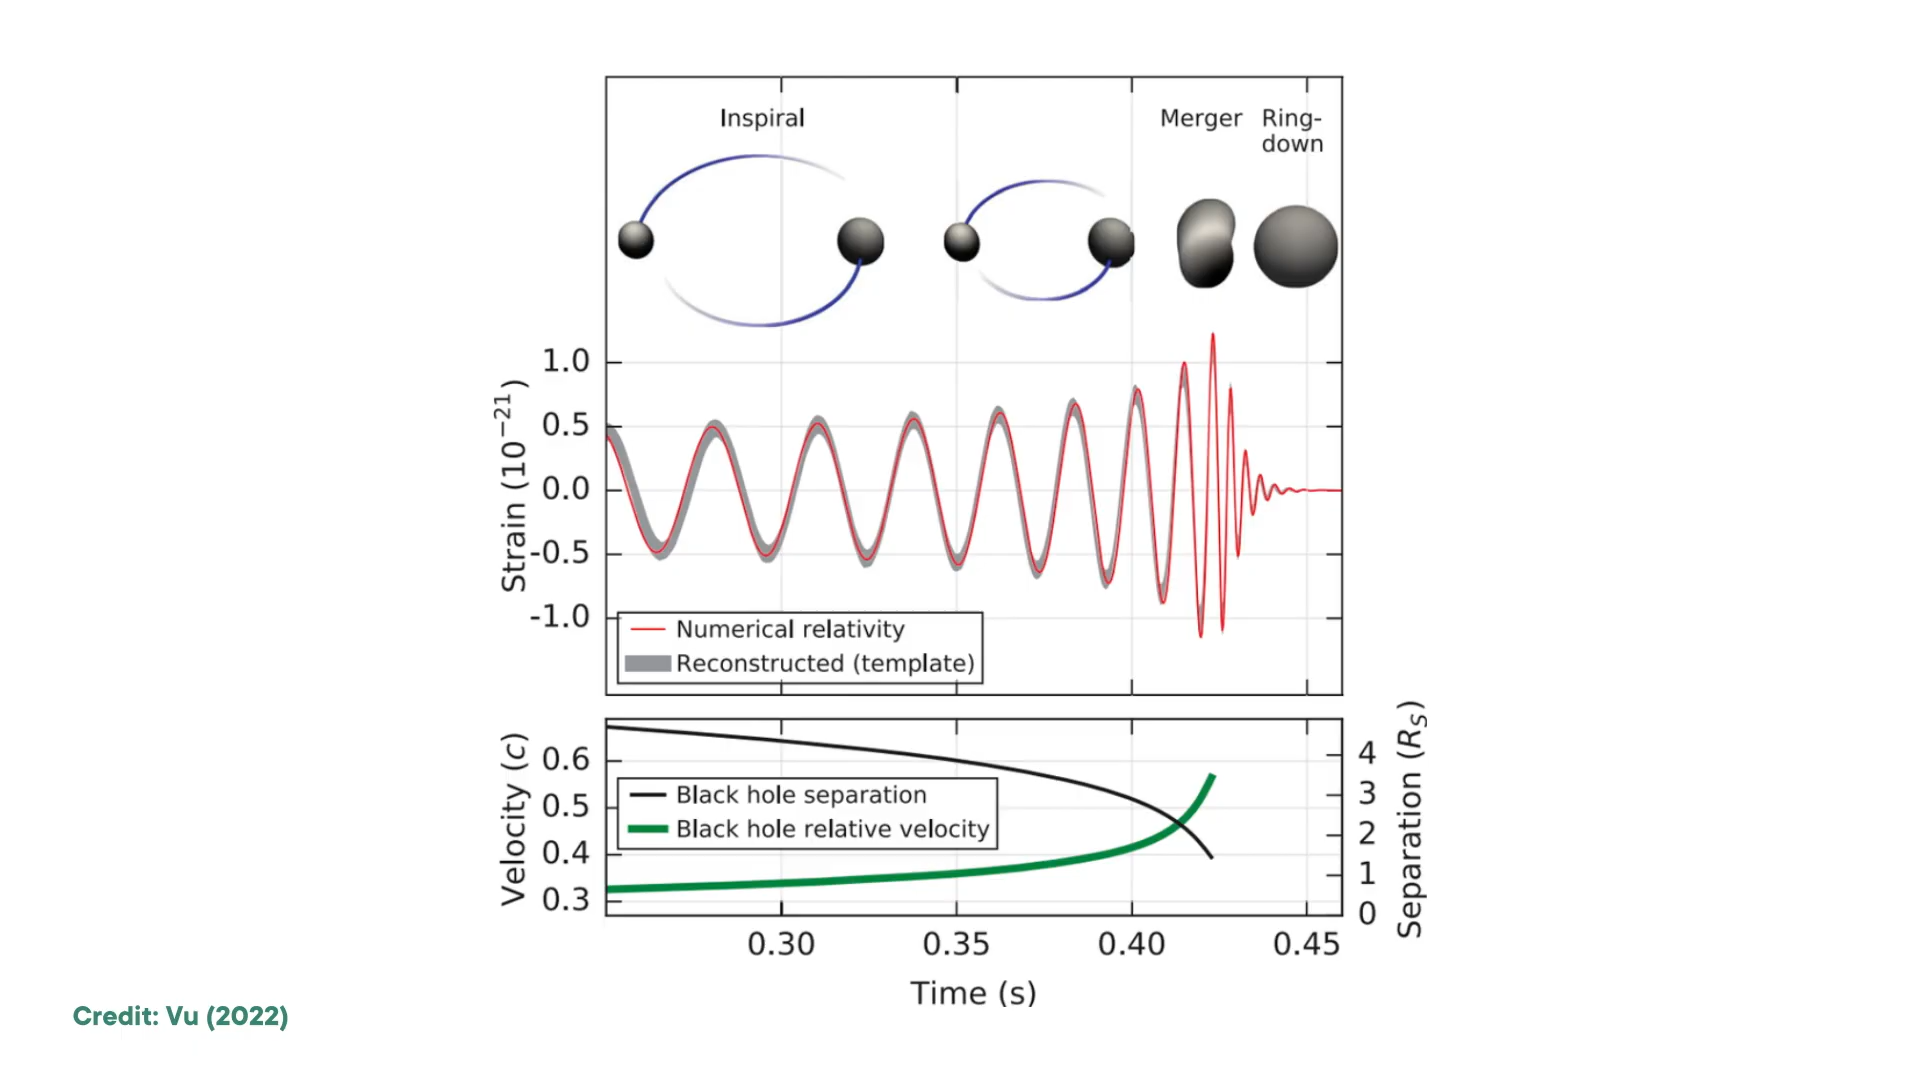 Inspiral
Merger
Ring-
down
Strain (10⁻²¹)
1.0
0.5
0.0
-0.5
-1.0
Numerical relativity
Reconstructed (template)
Velocity (c)
0.6
0.5
0.4
0.3
Black hole separation
Black hole relative velocity
4
3
2
1
0
Separation (R_S)
0.30 0.35 0.40 0.45
Time (s)
Credit: Vu (2022)